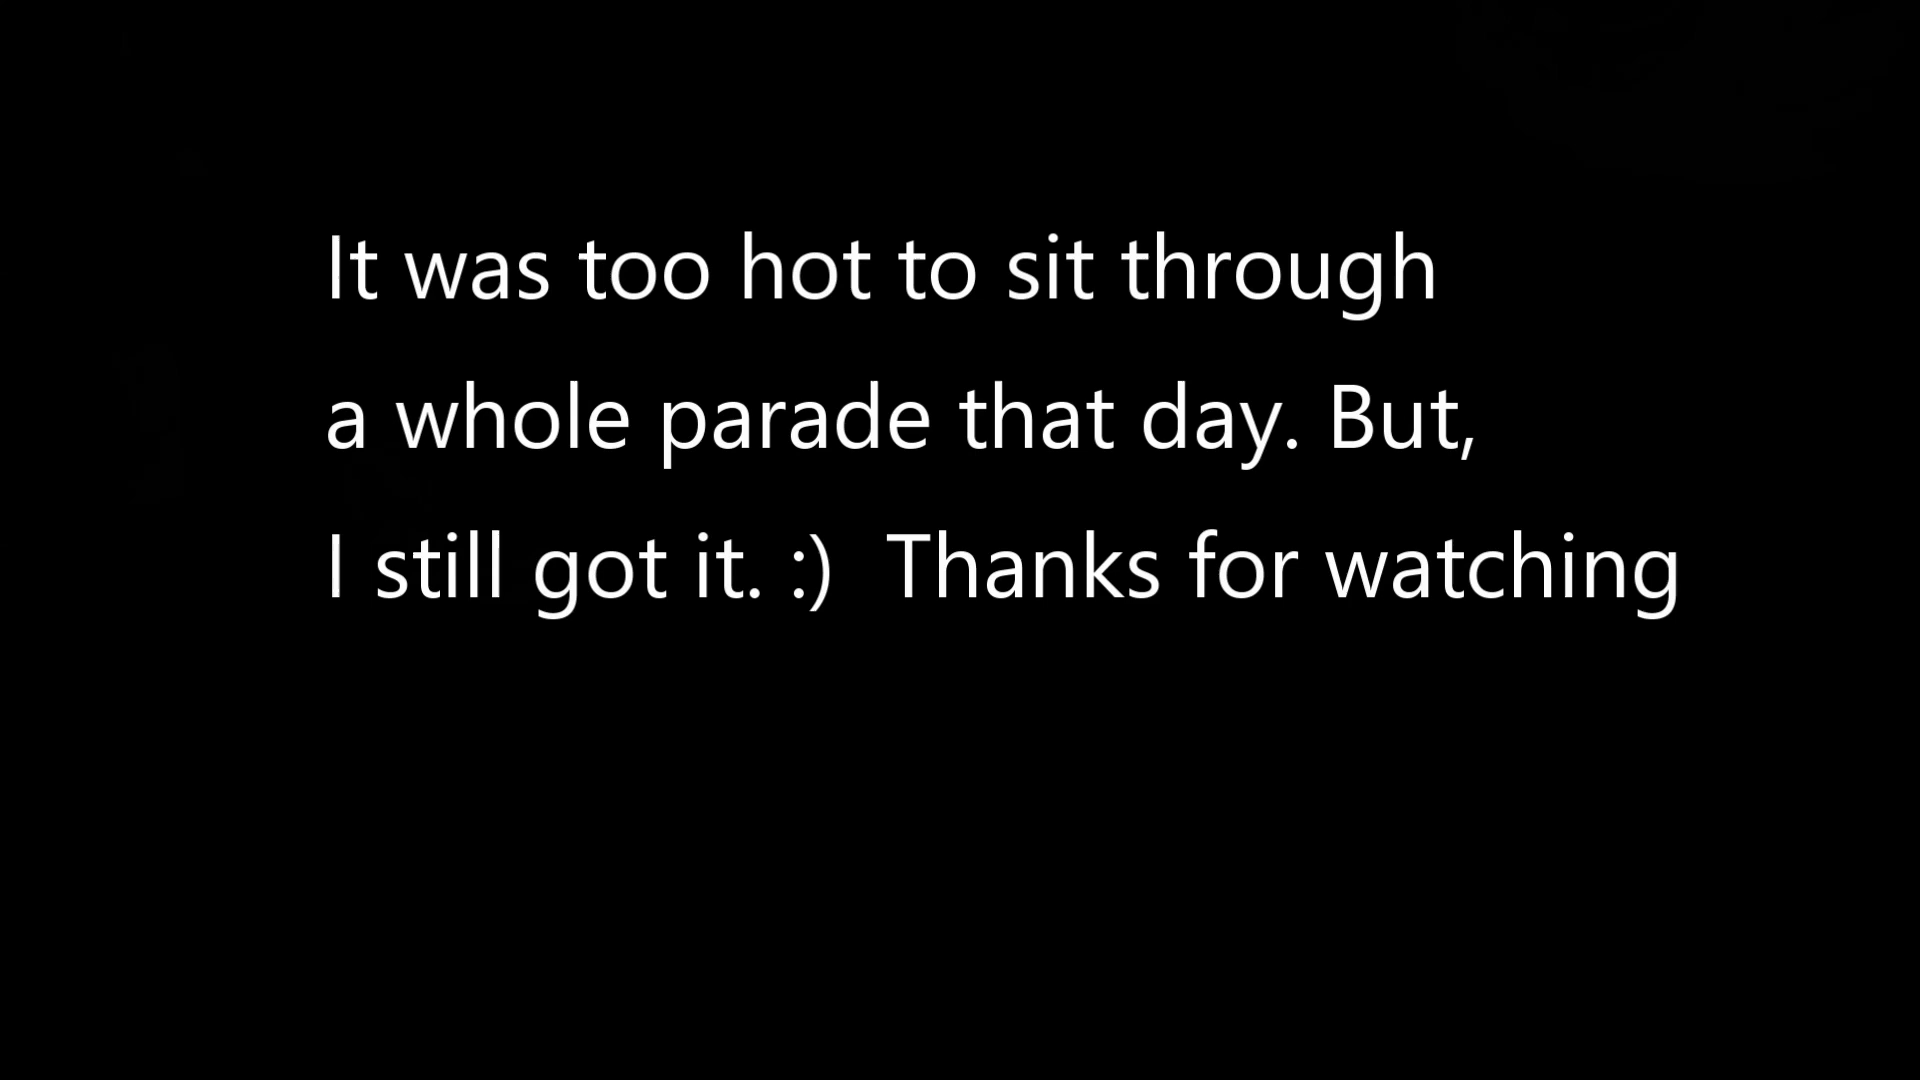 It was too hot to sit through
a whole parade that day. But,
I still got it. :)  Thanks for watching